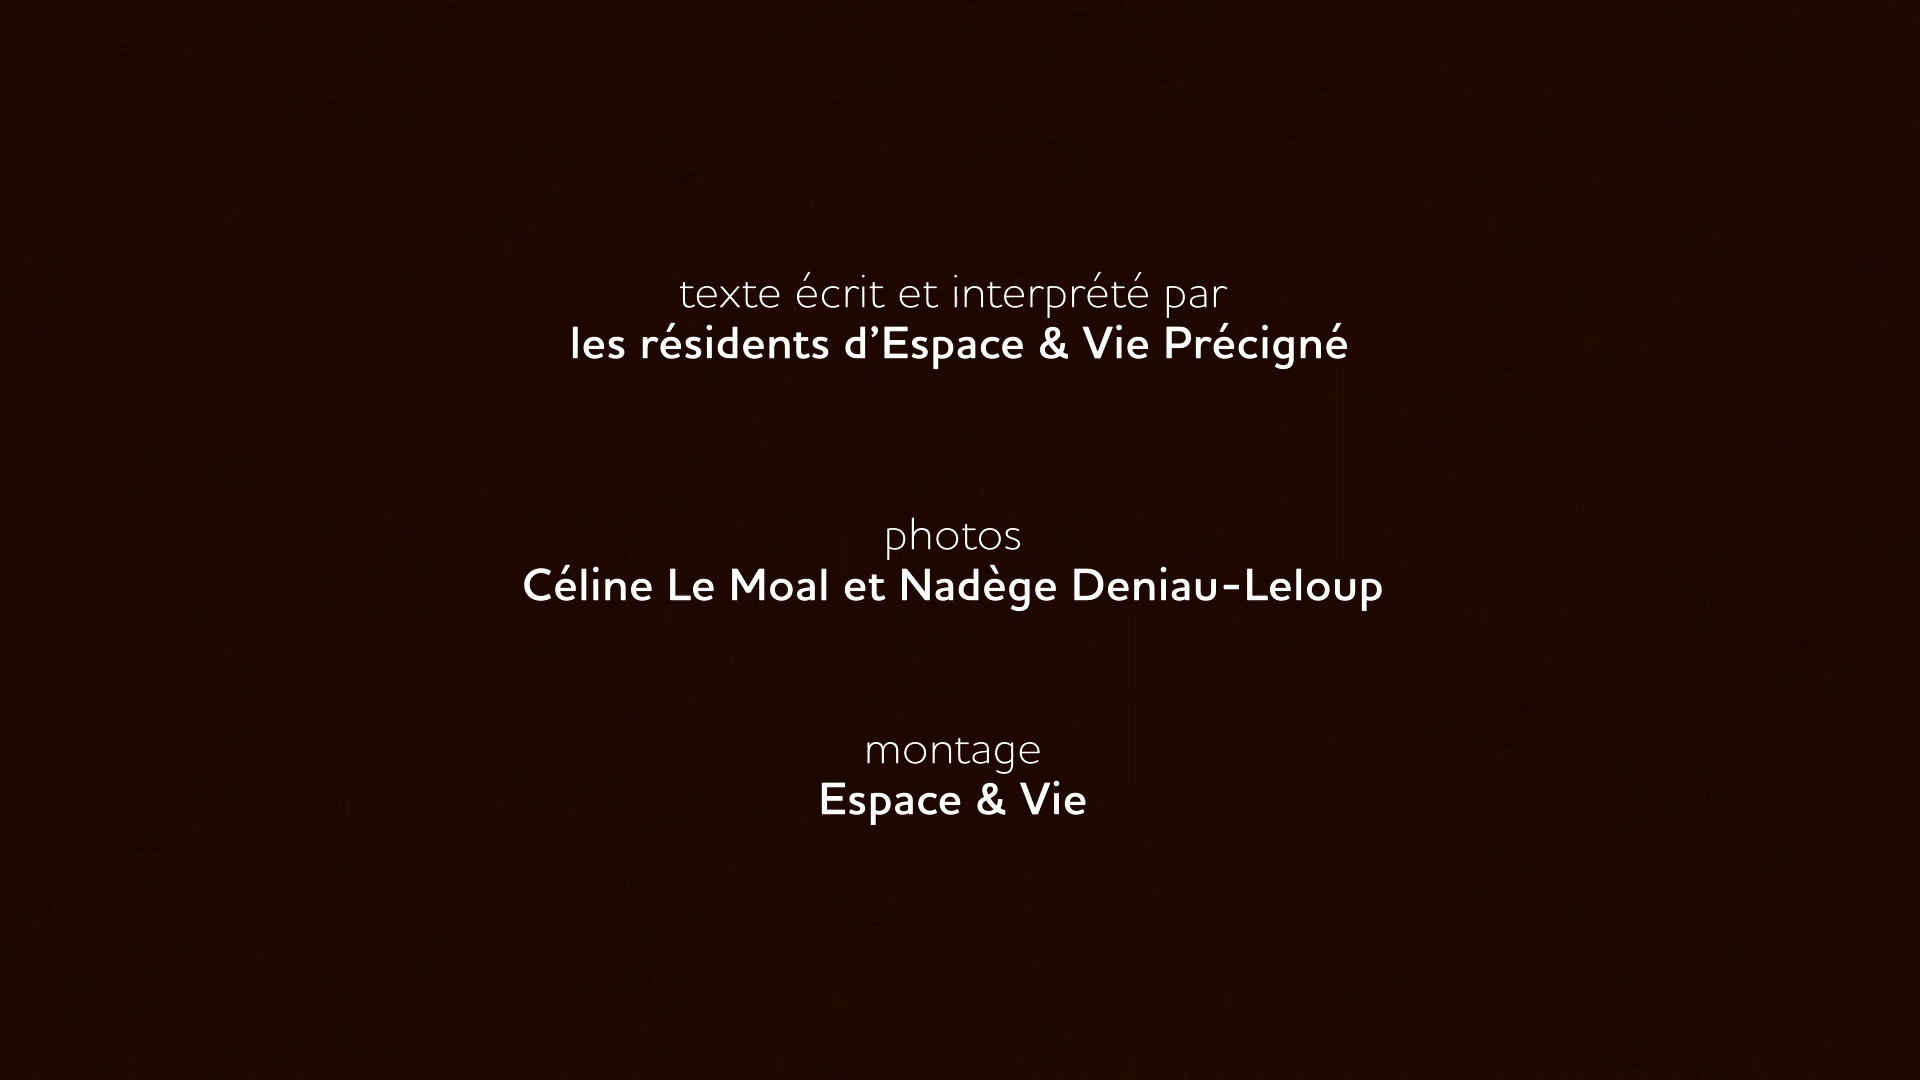 texte écrit et interprété par
les résidents d’Espace & Vie Précigné
photos
Céline Le Moal et Nadège Deniau-Leloup
montage
Espace & Vie